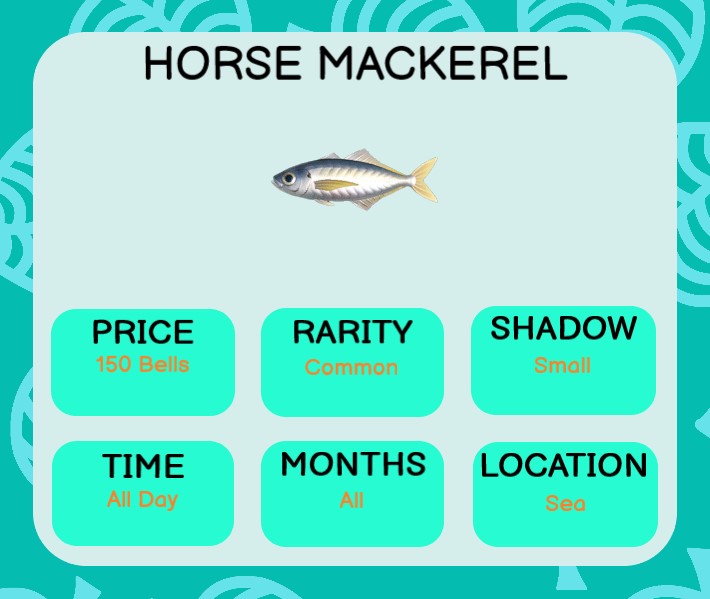 HORSE MACKEREL
PRICE
150 Bells
RARITY
Common
SHADOW
Small
TIME
All Day
MONTHS
All
LOCATION
Sea